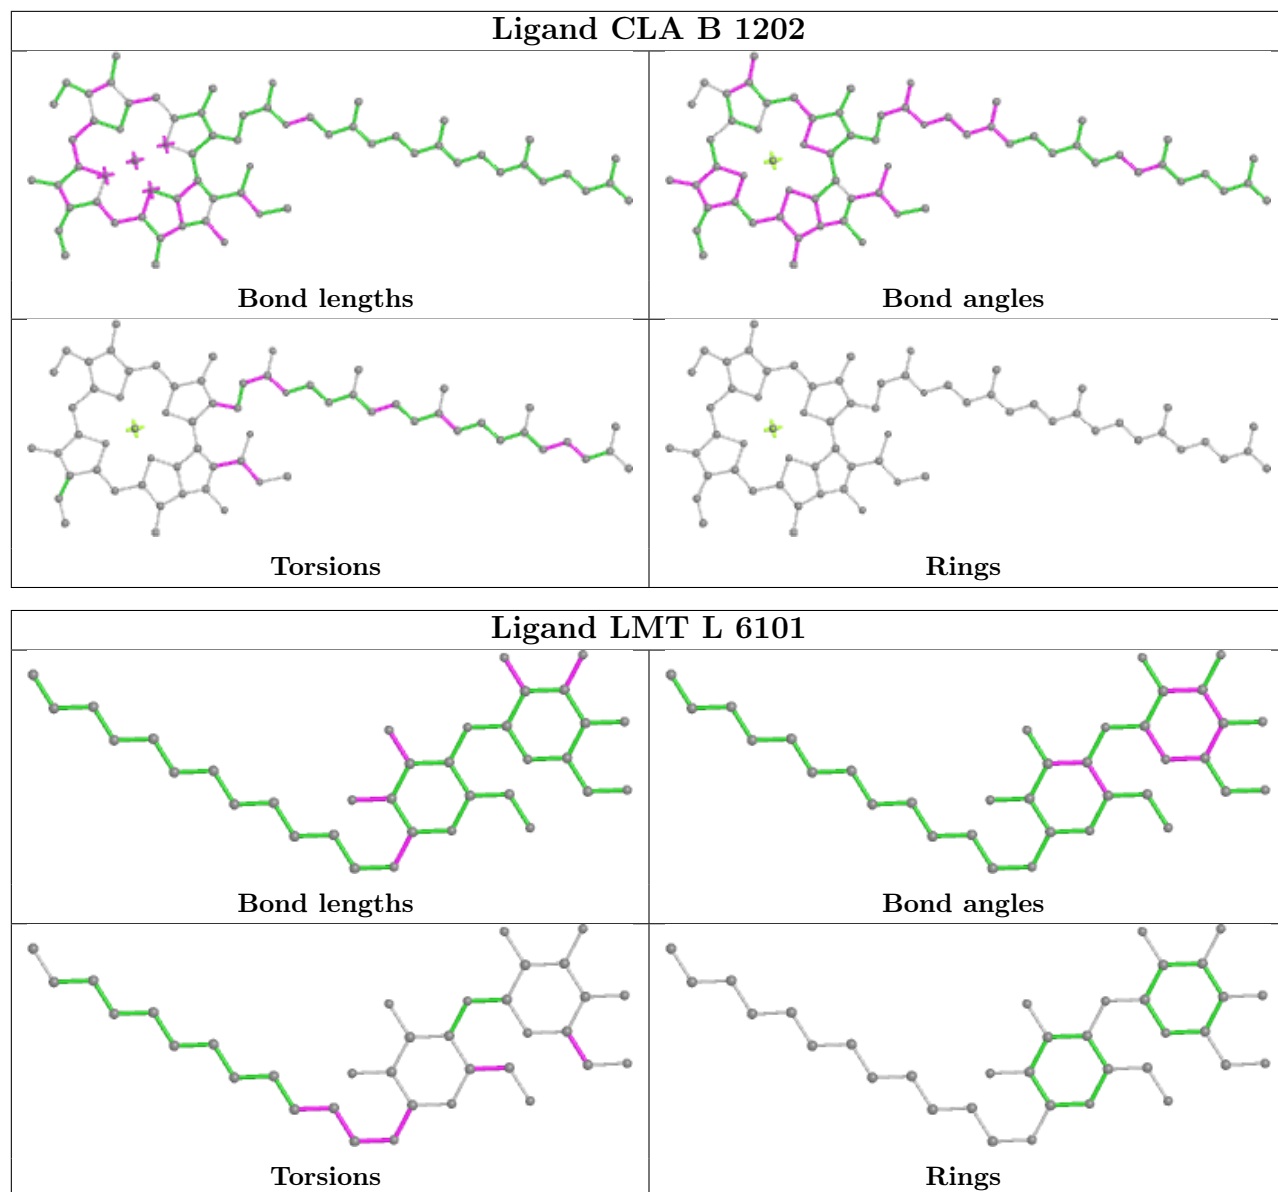 Ligand CLA B 1202
Bond lengths
Bond angles
Torsions
Rings
Ligand LMT L 6101
Bond lengths
Bond angles
Torsions
Rings